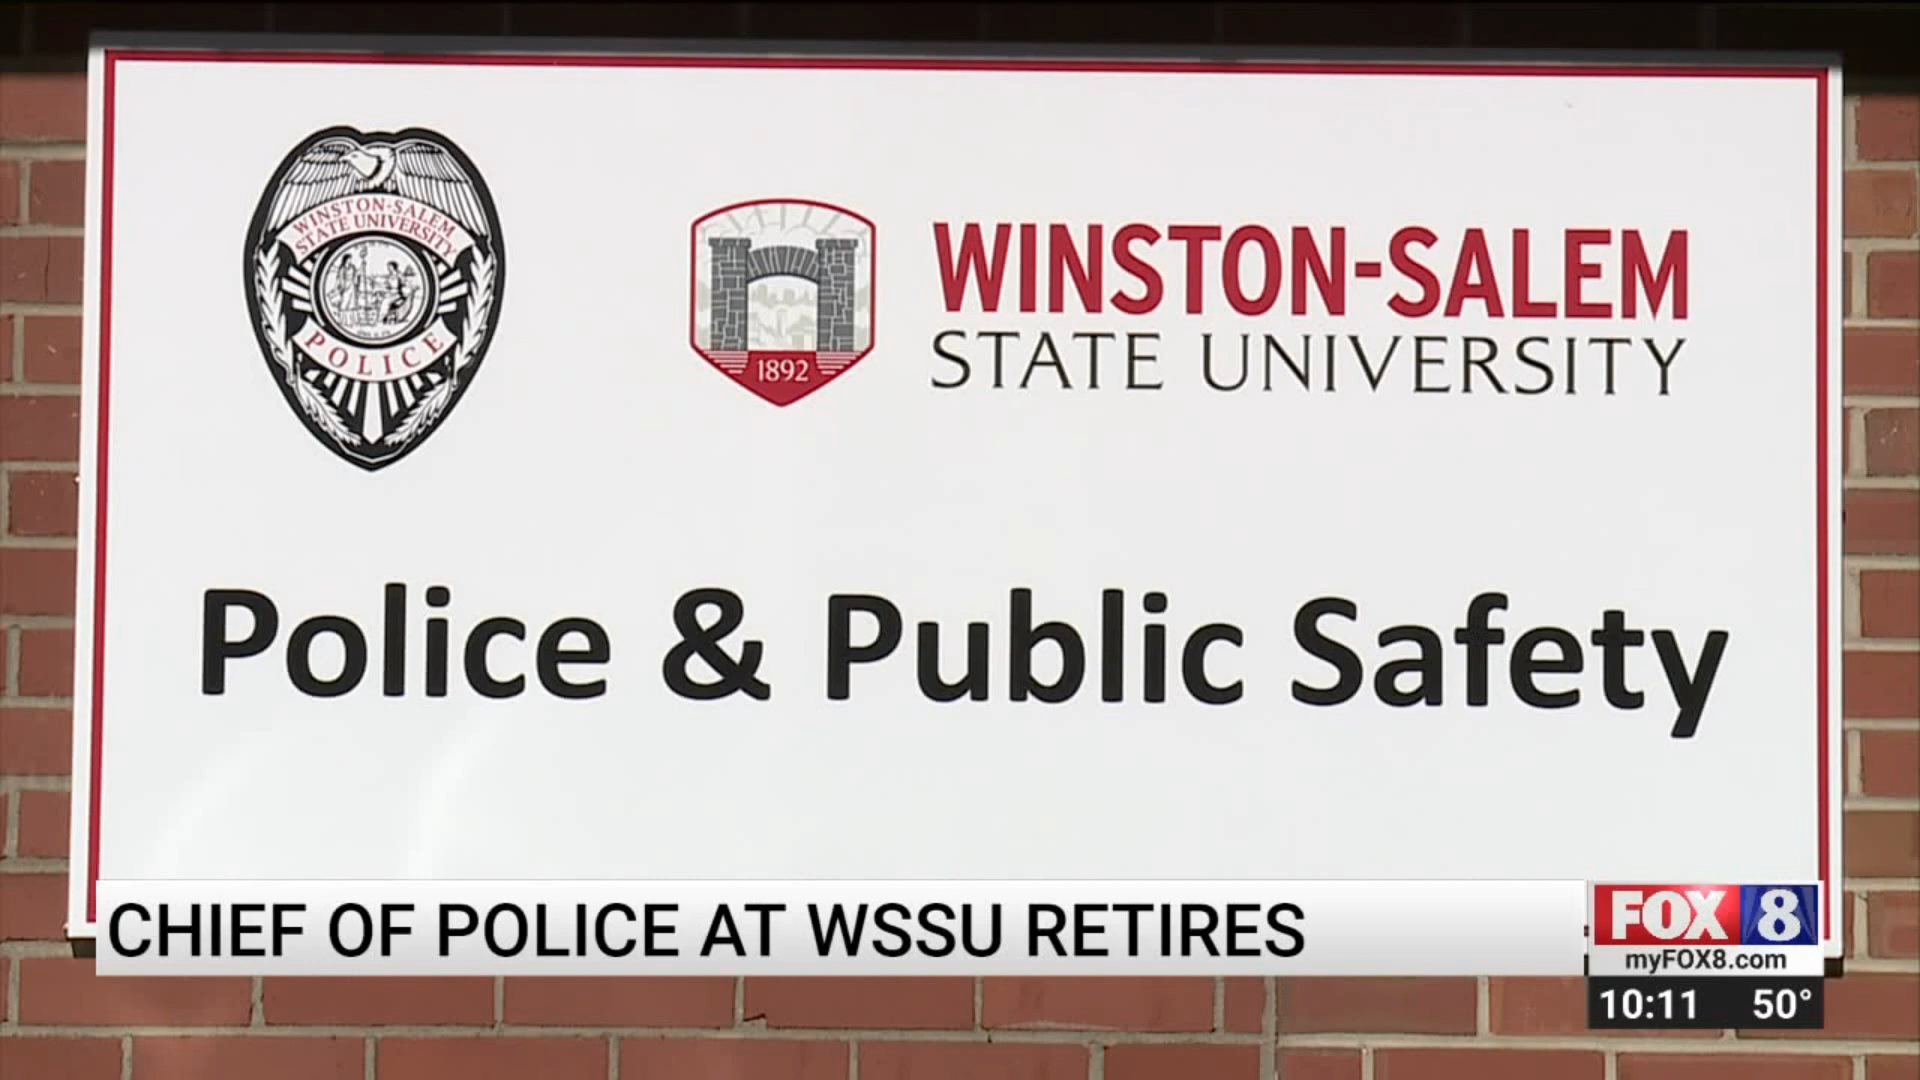 WINSTON-SALEM
STATE UNIVERSITY
POLICE
1892
WINSTON-SALEM
STATE UNIVERSITY
Police & Public Safety
CHIEF OF POLICE AT WSSU RETIRES
FOX 8
myFOX8.com
10:11 50°